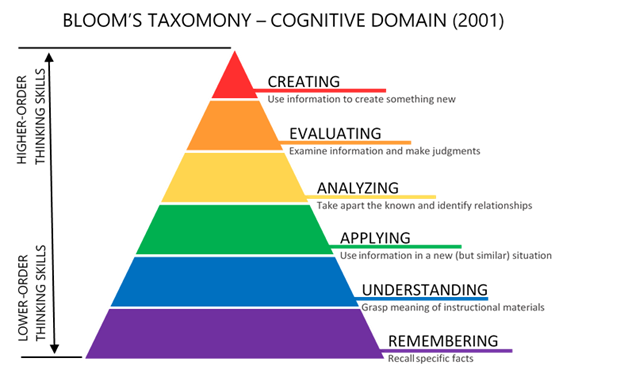 BLOOM'S TAXOMONY – COGNITIVE DOMAIN (2001)
HIGHER-ORDER
THINKING SKILLS
LOWER-ORDER
THINKING SKILLS
CREATING
Use information to create something new
EVALUATING
Examine information and make judgments
ANALYZING
Take apart the known and identify relationships
APPLYING
Use information in a new (but similar) situation
UNDERSTANDING
Grasp meaning of instructional materials
REMEMBERING
Recall specific facts